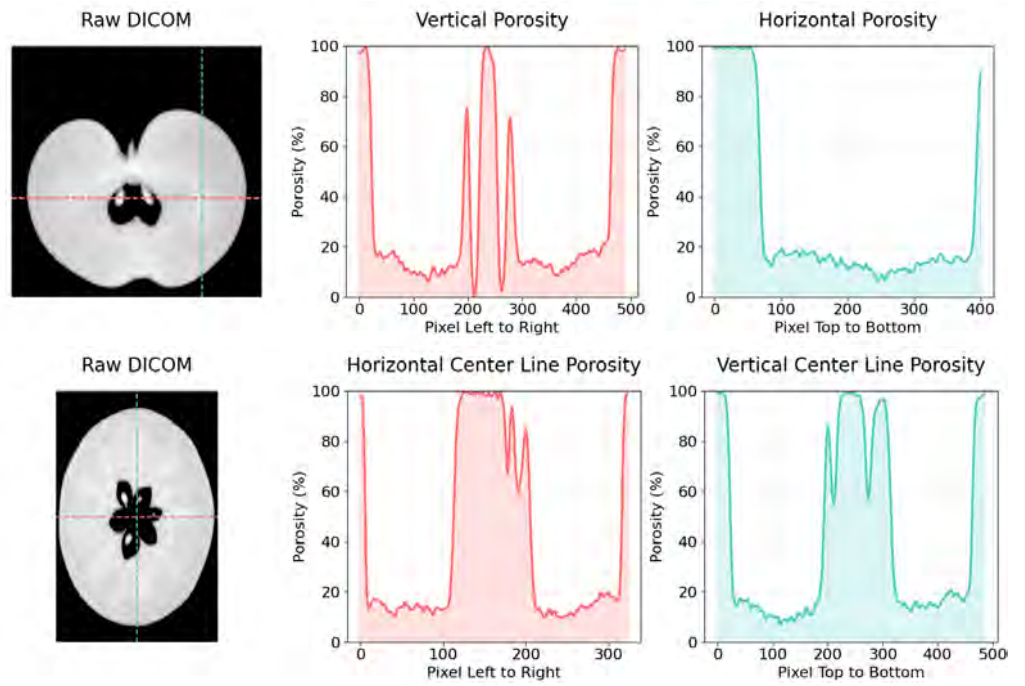 Raw DICOM
Vertical Porosity
Horizontal Porosity
100
80
60
40
20
0
Porosity (%)
0 100 200 300 400 500
Pixel Left to Right
100
80
60
40
20
0
Porosity (%)
0 100 200 300 400
Pixel Top to Bottom
Raw DICOM
Horizontal Center Line Porosity
Vertical Center Line Porosity
100
80
60
40
20
0
Porosity (%)
0 100 200 300
Pixel Left to Right
100
80
60
40
20
0
Porosity (%)
0 100 200 300 400 500
Pixel Top to Bottom